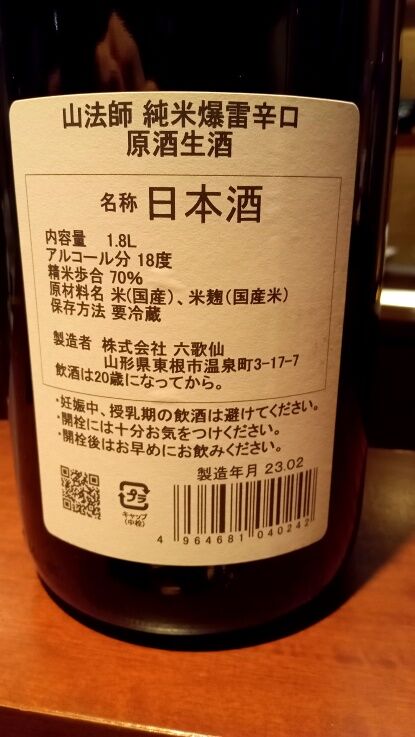 山法師 純米爆雷辛口
原酒生酒
名称 日本酒
内容量 1.8L
アルコール分 18度
精米歩合 70%
原材料名 米(国産)、米麹(国産米)
保存方法 要冷蔵
製造者 株式会社 六歌仙
山形県東根市温泉町3-17-7
飲酒は20歳になってから。
・妊娠中、授乳期の飲酒は避けてください。
・開栓には十分お気をつけください。
・開栓後はお早めにお飲みください。
製造年月 23.02
プラ
キャップ
(中栓)
4 964681 040242